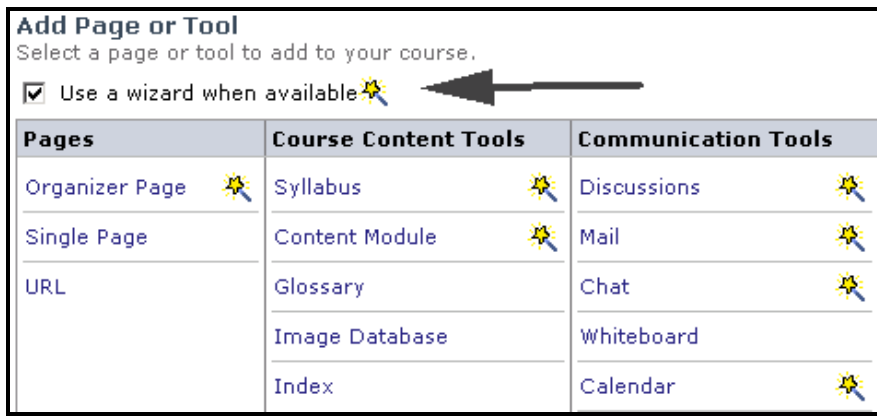 Add Page or Tool
Select a page or tool to add to your course.
Use a wizard when available
Pages Course Content Tools Communication Tools
Organizer Page Syllabus Discussions
Single Page Content Module Mail
URL Glossary Chat
Image Database Whiteboard
Index Calendar